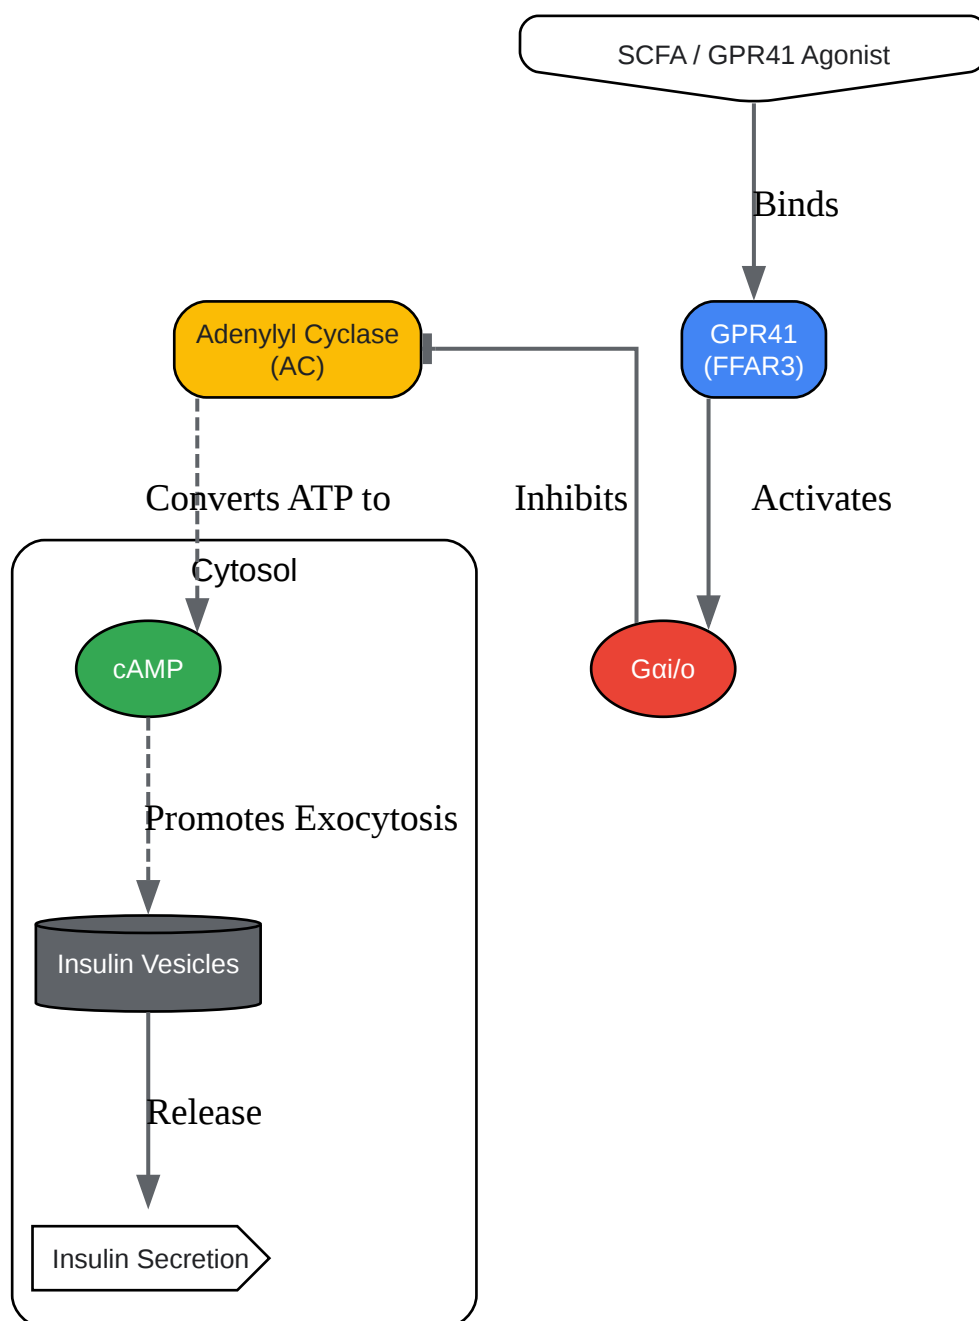 SCFA / GPR41 Agonist
Binds
Adenylyl Cyclase
(AC)
GPR41
(FFAR3)
Converts ATP to
Inhibits
Activates
Cytosol
cAMP
Gαi/o
Promotes Exocytosis
Insulin Vesicles
Release
Insulin Secretion